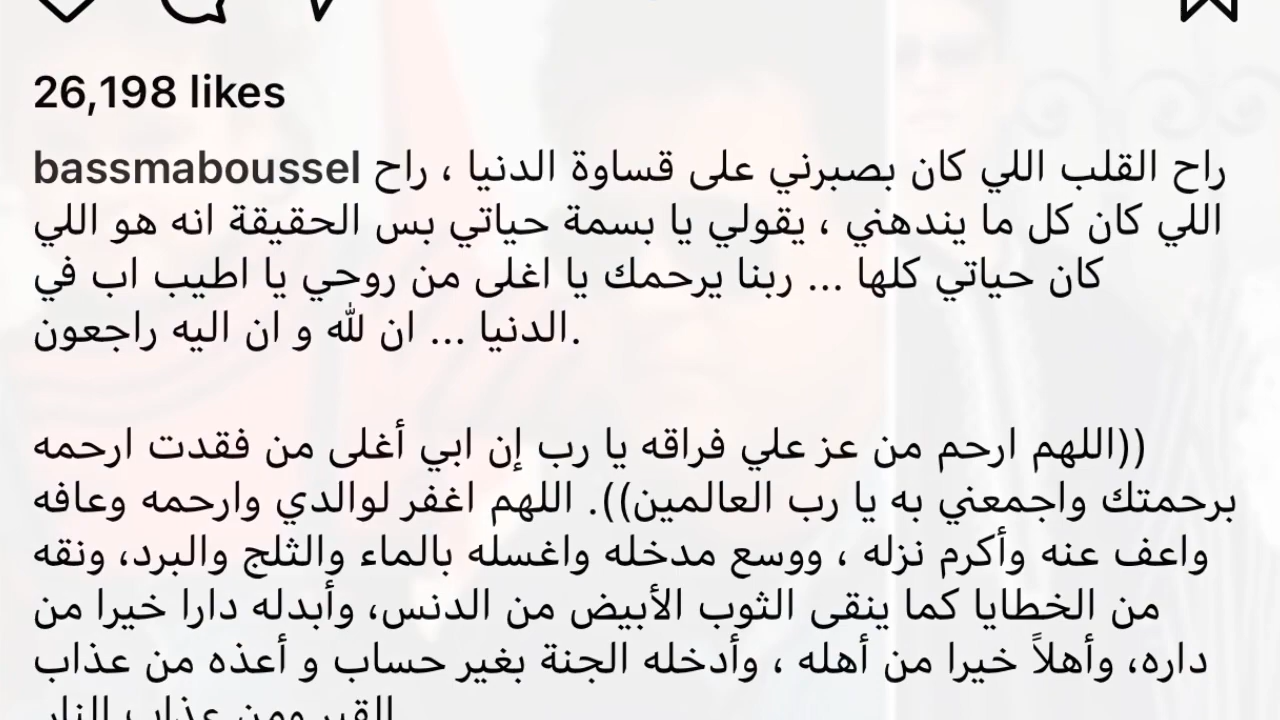 26,198 likes
bassmaboussel راح القلب اللي كان بصبرني على قساوة الدنيا ، راح
اللي كان كل ما يندهني ، يقولي يا بسمة حياتي بس الحقيقة انه هو اللي
كان حياتي كلها ... ربنا يرحمك يا اغلى من روحي يا اطيب اب في
الدنيا ... ان لله و ان اليه راجعون.
((اللهم ارحم من عز علي فراقه يا رب إن ابي أغلى من فقدت ارحمه
برحمتك واجمعني به يا رب العالمين)). اللهم اغفر لوالدي وارحمه وعافه
واعف عنه وأكرم نزله ، ووسع مدخله واغسله بالماء والثلج والبرد، ونقه
من الخطايا كما ينقى الثوب الأبيض من الدنس، وأبدله دارا خيرا من
داره، وأهلاً خيرا من أهله ، وأدخله الجنة بغير حساب و أعذه من عذاب
القبر ومن عذاب النار